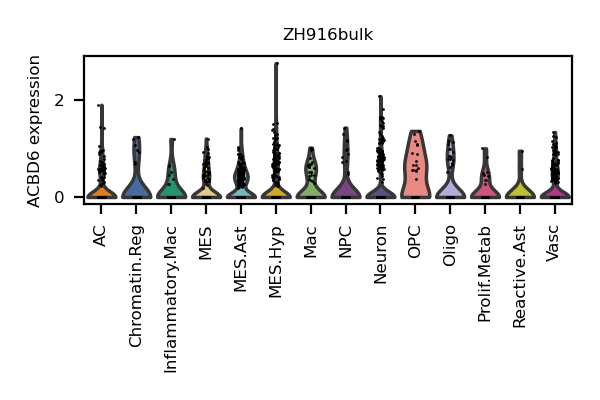 ZH916bulk
ACBD6 expression
2
0
AC
Chromatin.Reg
Inflammatory.Mac
MES
MES.Ast
MES.Hyp
Mac
NPC
Neuron
OPC
Oligo
Prolif.Metab
Reactive.Ast
Vasc